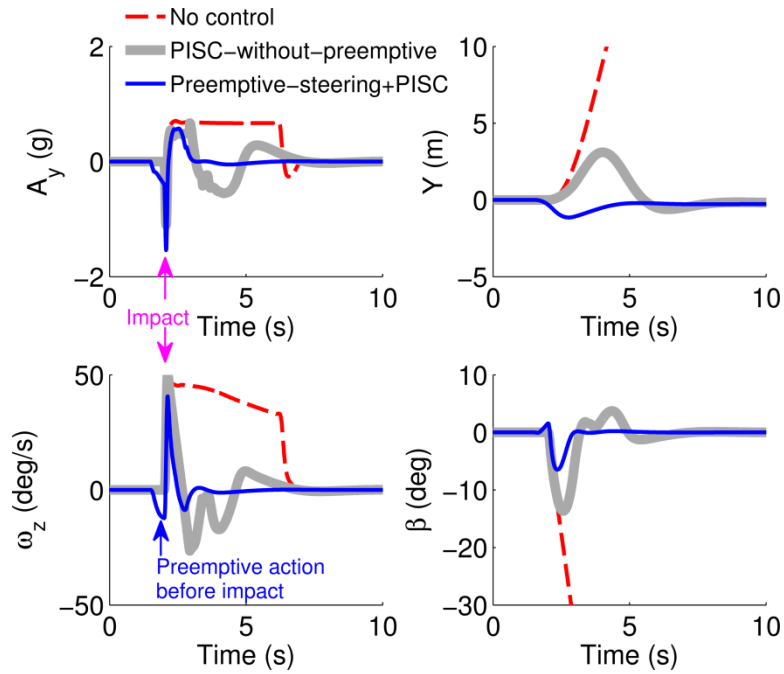 No control
PISC-without-preemptive
Preemptive-steering+PISC
2
0
-2
A_y (g)
0
5
10
Time (s)
Impact
10
5
0
-5
Y (m)
0
5
10
Time (s)
50
0
-50
ω_z (deg/s)
Preemptive action
before impact
0
5
10
Time (s)
10
0
-10
-20
-30
β (deg)
0
5
10
Time (s)